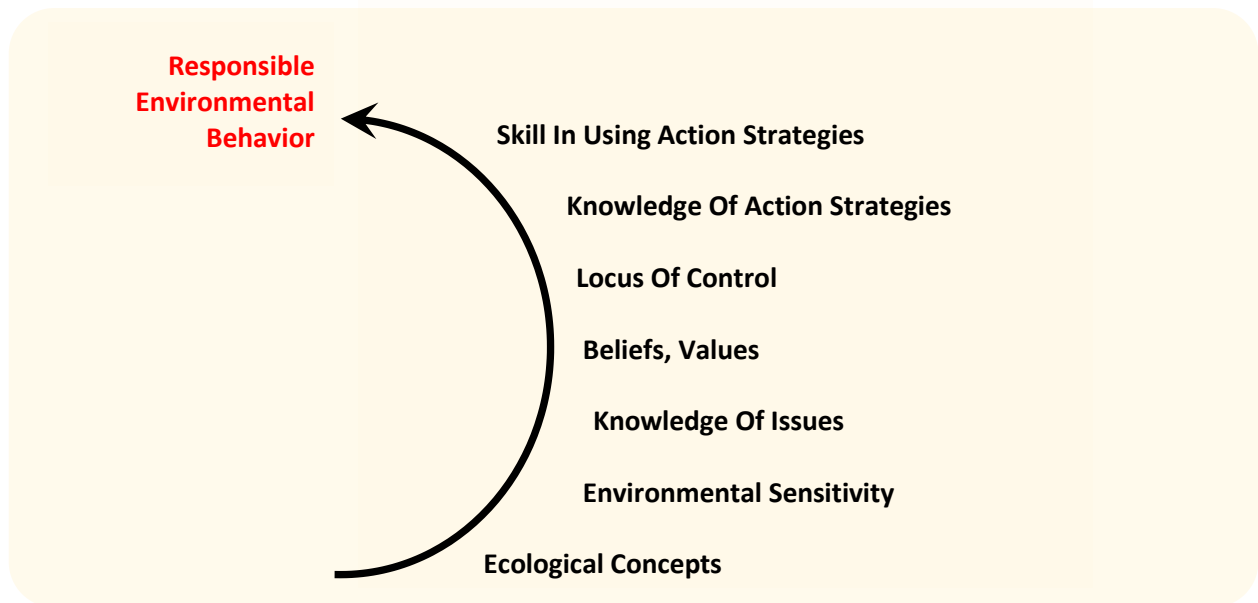 Responsible
Environmental
Behavior
Skill In Using Action Strategies
Knowledge Of Action Strategies
Locus Of Control
Beliefs, Values
Knowledge Of Issues
Environmental Sensitivity
Ecological Concepts